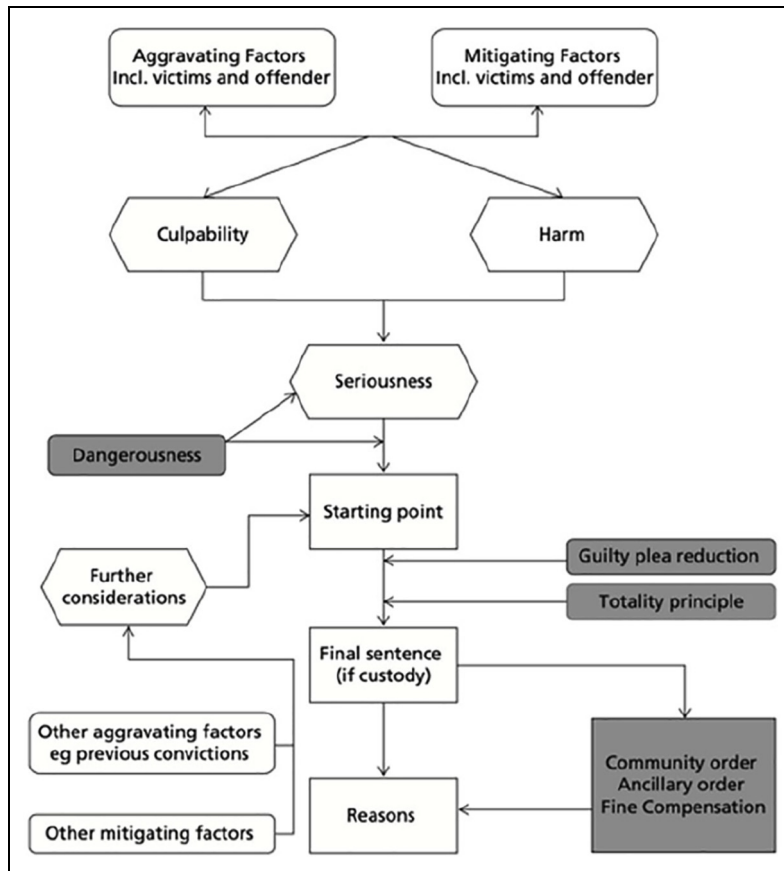 Aggravating Factors
Incl. victims and offender
Mitigating Factors
Incl. victims and offender
Culpability
Harm
Seriousness
Dangerousness
Starting point
Guilty plea reduction
Further
considerations
Totality principle
Final sentence
(if custody)
Other aggravating factors
eg previous convictions
Community order
Ancillary order
Fine Compensation
Reasons
Other mitigating factors